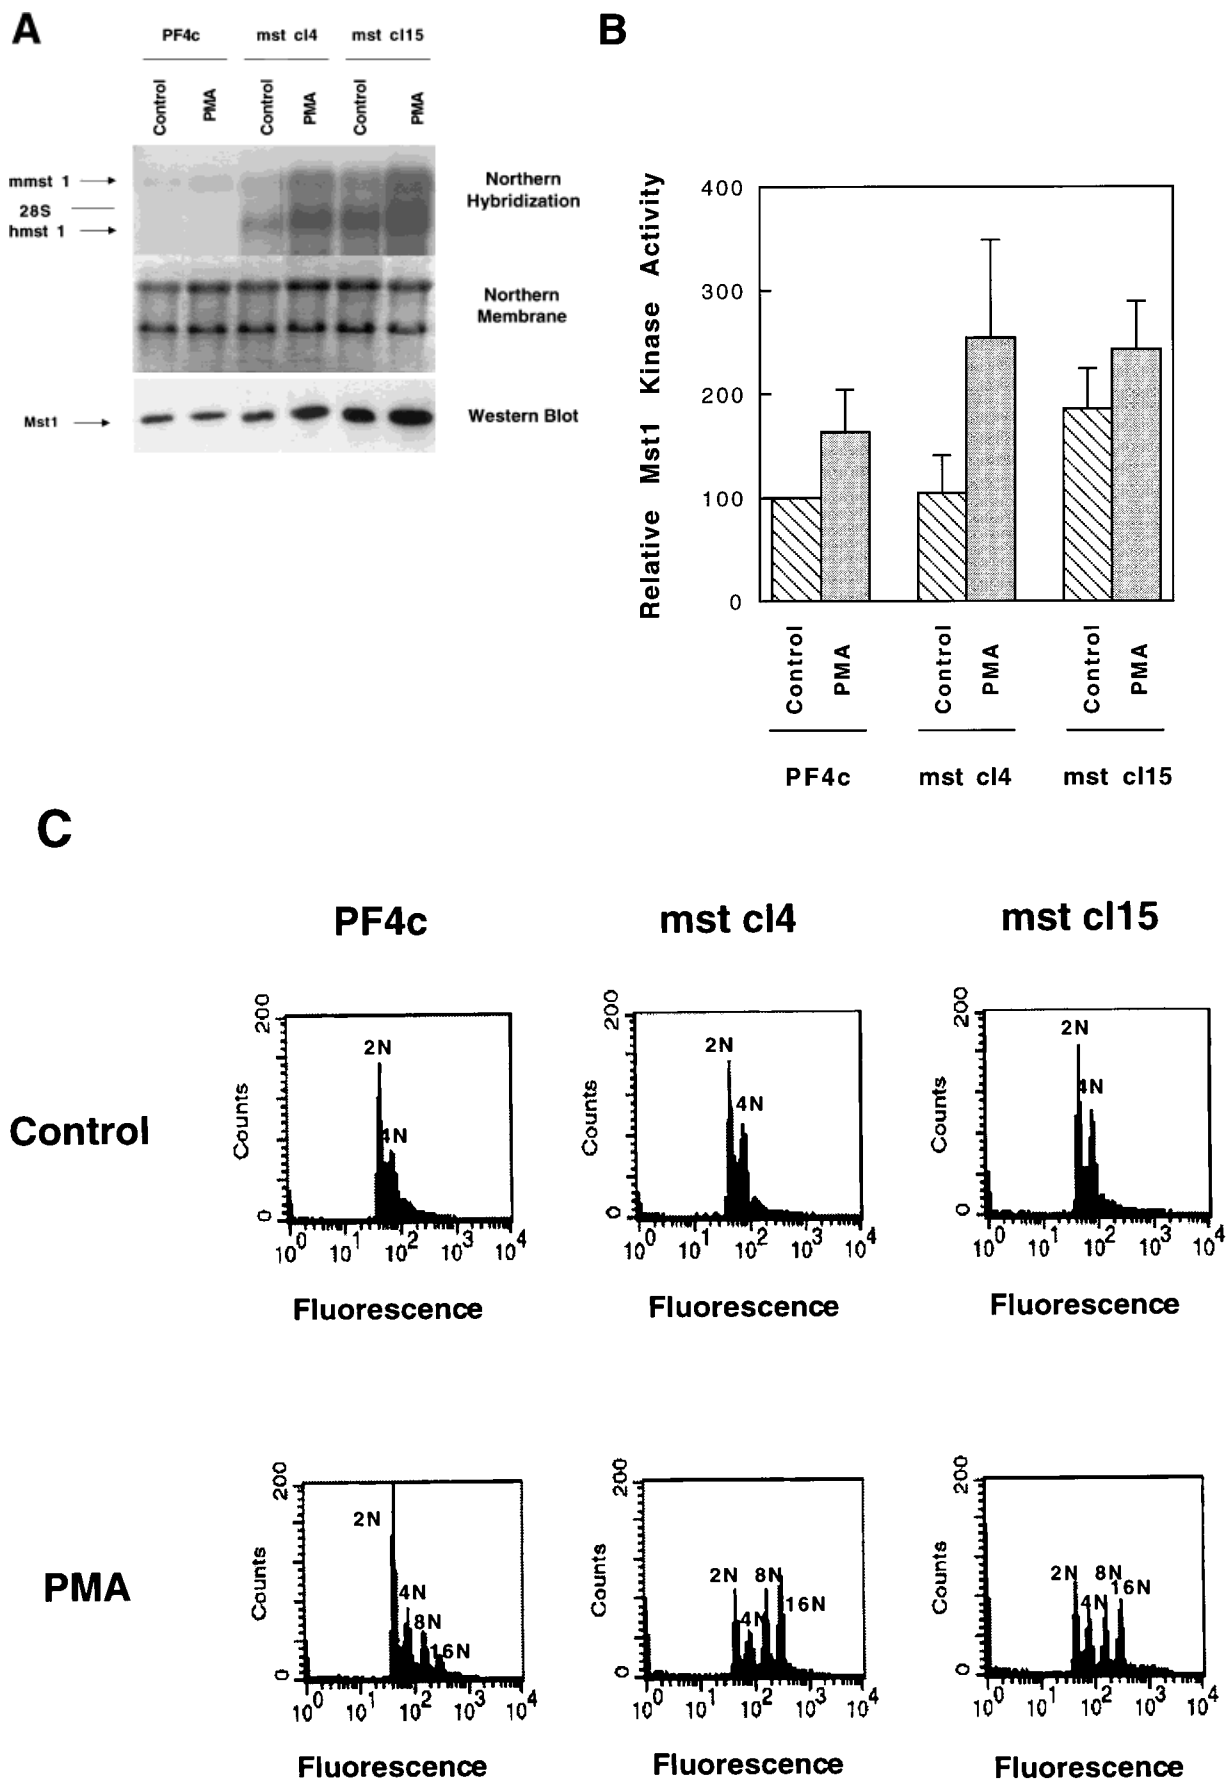 A
PF4c mst cl4 mst cl15
Control PMA Control PMA Control PMA
mmst 1
28S
hmst 1
Northern
Hybridization
Northern
Membrane
Mst1
Western Blot
B
Relative Mst1 Kinase Activity
400
300
200
100
0
Control PMA Control PMA Control PMA
PF4c mst cl4 mst cl15
C
PF4c mst cl4 mst cl15
Control
200
Counts
0
2N
4N
10^0 10^1 10^2 10^3 10^4
Fluorescence
200
Counts
0
2N
4N
10^0 10^1 10^2 10^3 10^4
Fluorescence
200
Counts
0
2N
4N
10^0 10^1 10^2 10^3 10^4
Fluorescence
PMA
200
Counts
0
2N
4N
8N
16N
10^0 10^1 10^2 10^3 10^4
Fluorescence
200
Counts
0
2N
4N
8N
16N
10^0 10^1 10^2 10^3 10^4
Fluorescence
200
Counts
0
2N
4N
8N
16N
10^0 10^1 10^2 10^3 10^4
Fluorescence